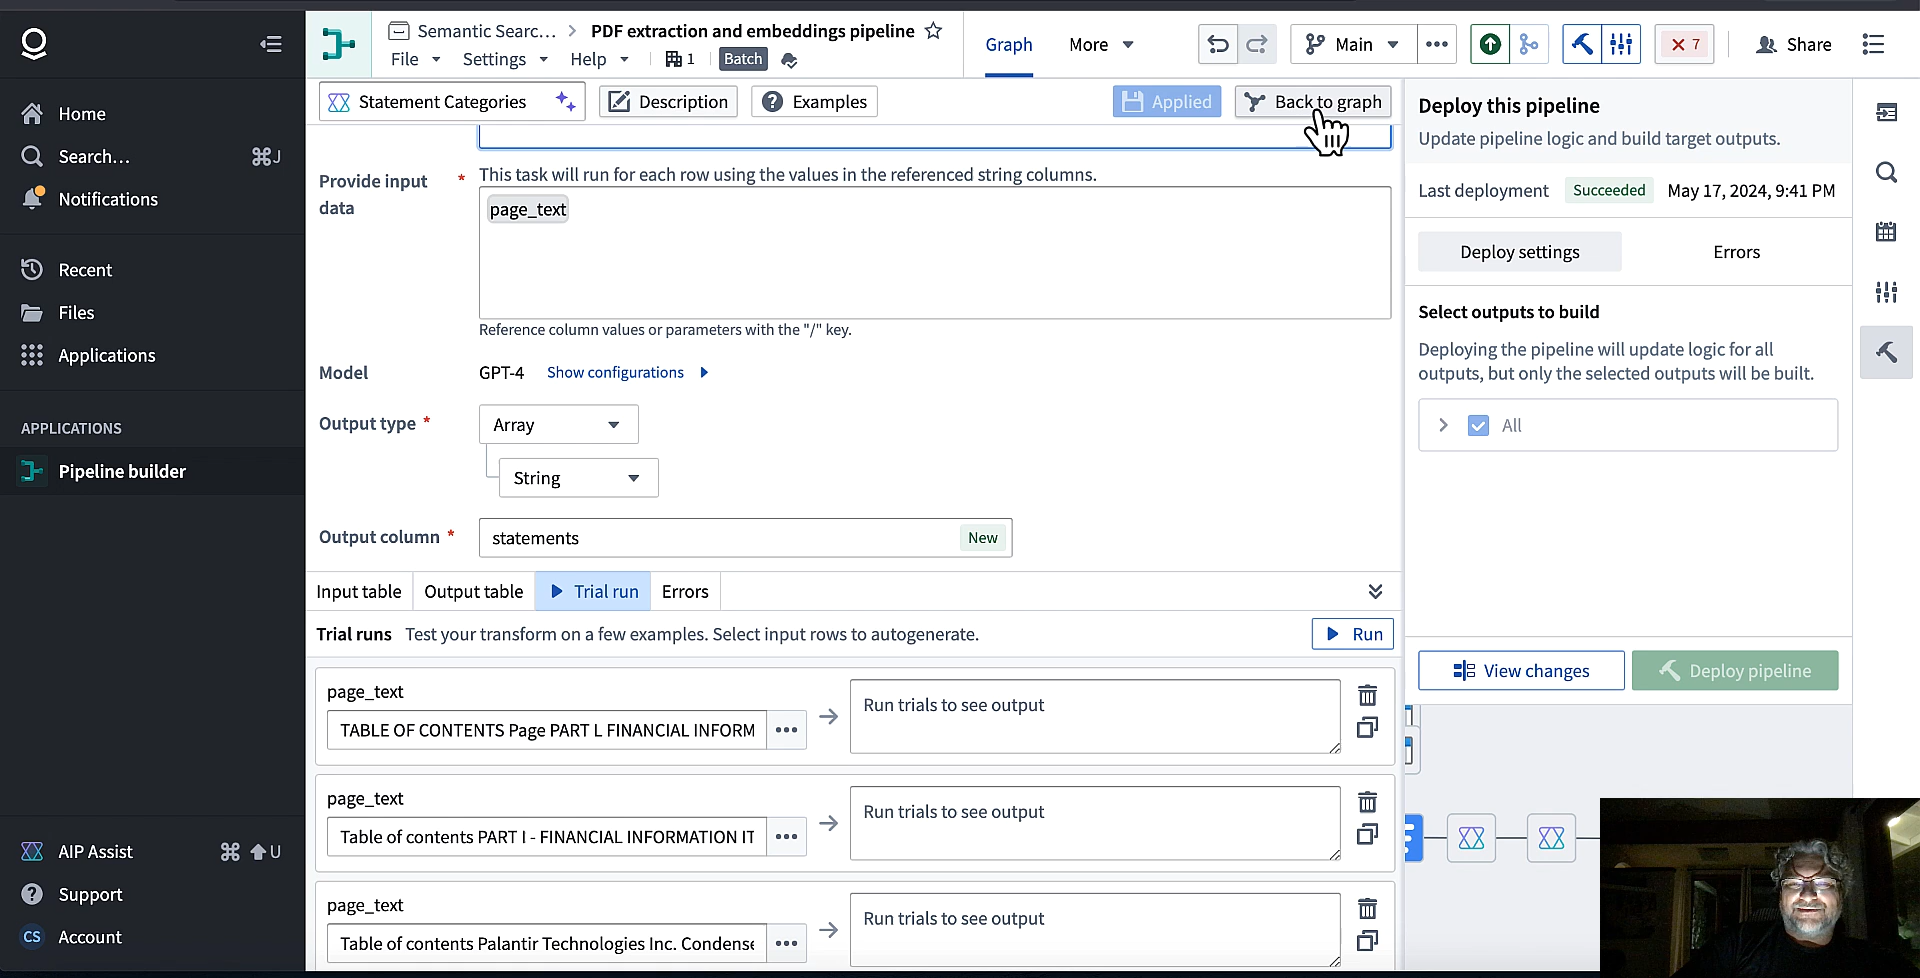 Semantic Searc... > PDF extraction and embeddings pipeline
File Settings Help 1 Batch
Graph More
Main
7
Share
Home
Search... ⌘J
Notifications
Recent
Files
Applications
APPLICATIONS
Pipeline builder
AIP Assist ⌘ U
Support
CS Account
Statement Categories
Description
Examples
Applied
Back to graph
Provide input data *
This task will run for each row using the values in the referenced string columns.
page_text
Reference column values or parameters with the "/" key.
Model GPT-4 Show configurations
Output type * Array
String
Output column * statements New
Input table Output table Trial run Errors
Trial runs Test your transform on a few examples. Select input rows to autogenerate. Run
page_text
TABLE OF CONTENTS Page PART L FINANCIAL INFORM
Run trials to see output
page_text
Table of contents PART I - FINANCIAL INFORMATION IT
Run trials to see output
page_text
Table of contents Palantir Technologies Inc. Condense
Run trials to see output
Deploy this pipeline
Update pipeline logic and build target outputs.
Last deployment Succeeded May 17, 2024, 9:41 PM
Deploy settings Errors
Select outputs to build
Deploying the pipeline will update logic for all
outputs, but only the selected outputs will be built.
All
View changes
Deploy pipeline